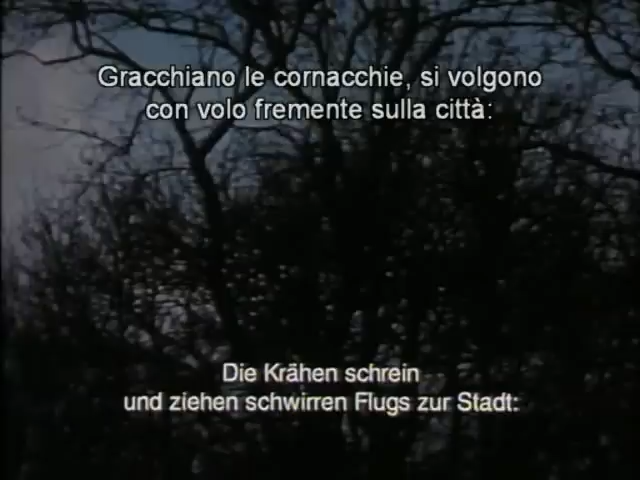 Gracchiano le cornacchie, si volgono
con volo fremente sulla città:
Die Krähen schrein
und ziehen schwirren Flugs zur Stadt: